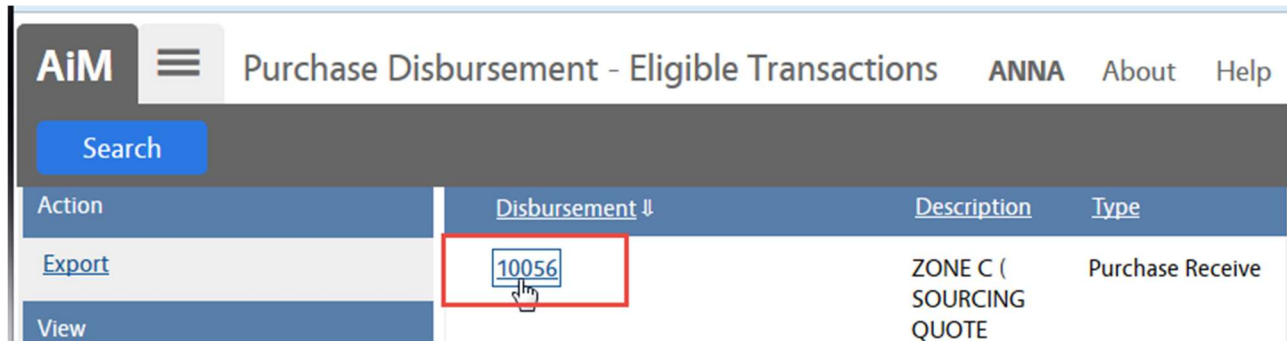 AiM Purchase Disbursement - Eligible Transactions ANNA About Help
Search
Action Disbursement ⇓ Description Type
Export 10056 ZONE C ( Purchase Receive
SOURCING
View QUOTE